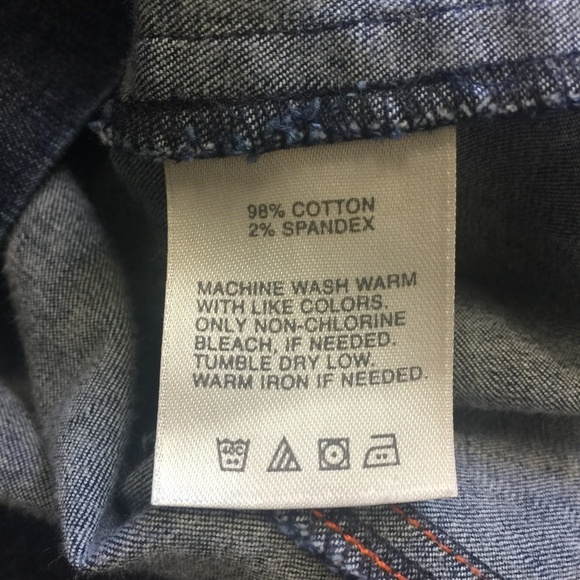 98% COTTON
2% SPANDEX
MACHINE WASH WARM
WITH LIKE COLORS.
ONLY NON-CHLORINE
BLEACH, IF NEEDED.
TUMBLE DRY LOW.
WARM IRON IF NEEDED.